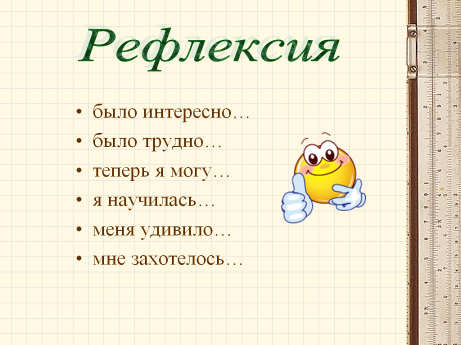 Рефлексия
• было интересно…
• было трудно…
• теперь я могу…
• я научилась…
• меня удивило…
• мне захотелось…